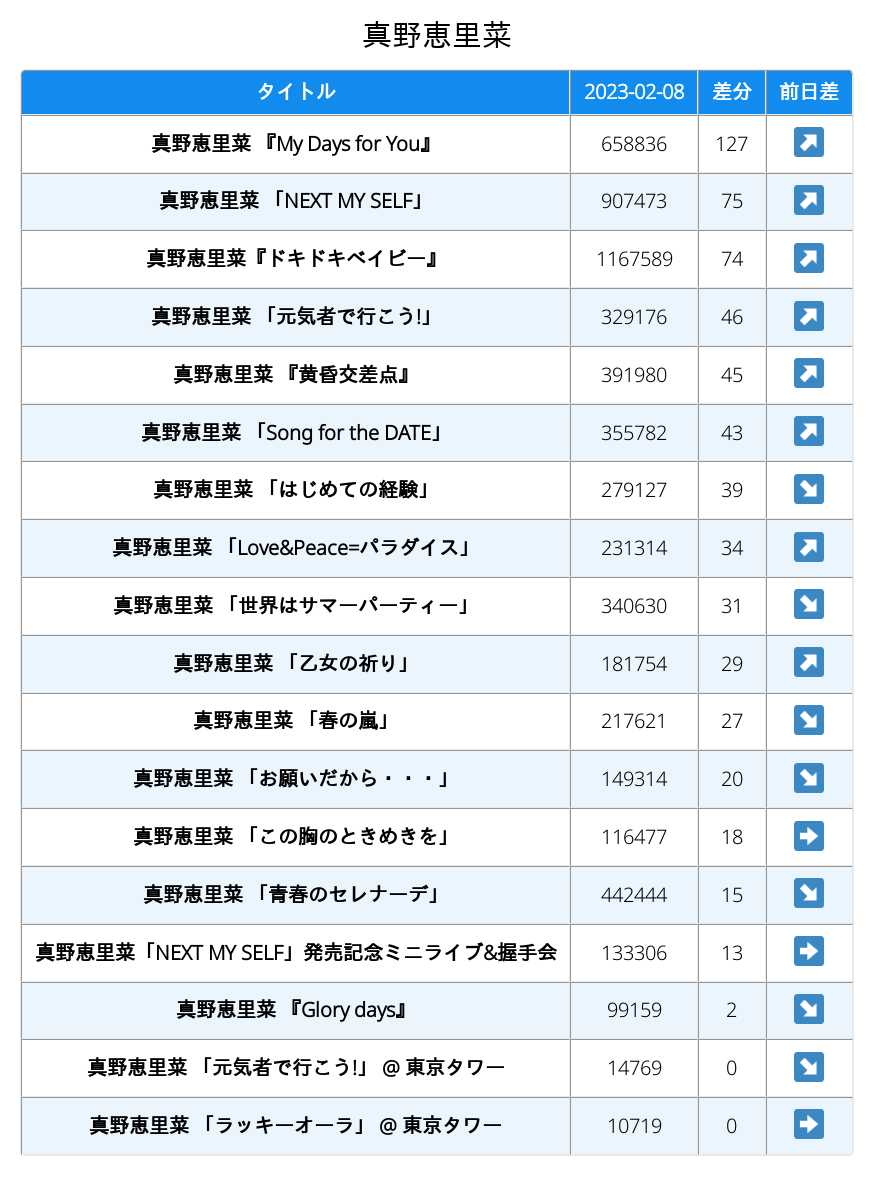 真野恵里菜
タイトル 2023-02-08 差分 前日差
真野恵里菜 『My Days for You』 658836 127 ↗
真野恵里菜 「NEXT MY SELF」 907473 75 ↗
真野恵里菜『ドキドキベイビー』 1167589 74 ↗
真野恵里菜 「元気者で行こう!」 329176 46 ↗
真野恵里菜 『黄昏交差点』 391980 45 ↗
真野恵里菜 「Song for the DATE」 355782 43 ↗
真野恵里菜 「はじめての経験」 279127 39 ↘
真野恵里菜 「Love&Peace=パラダイス」 231314 34 ↗
真野恵里菜 「世界はサマーパーティー」 340630 31 ↘
真野恵里菜 「乙女の祈り」 181754 29 ↗
真野恵里菜 「春の嵐」 217621 27 ↘
真野恵里菜 「お願いだから・・・」 149314 20 ↘
真野恵里菜 「この胸のときめきを」 116477 18 ➡
真野恵里菜 「青春のセレナーデ」 442444 15 ↘
真野恵里菜「NEXT MY SELF」発売記念ミニライブ&握手会 133306 13 ➡
真野恵里菜 『Glory days』 99159 2 ↘
真野恵里菜 「元気者で行こう!」 @ 東京タワー 14769 0 ↘
真野恵里菜 「ラッキーオーラ」 @ 東京タワー 10719 0 ➡